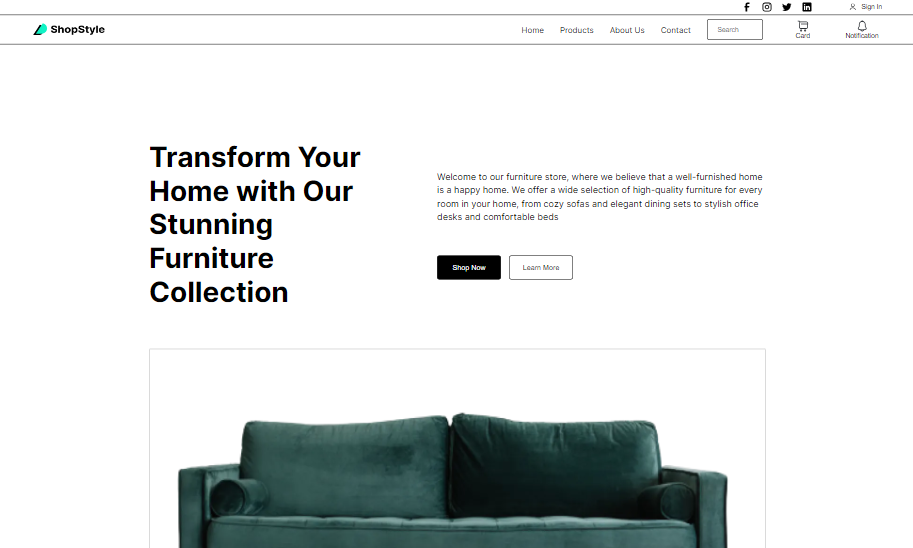 Sign In
ShopStyle
Home Products About Us Contact Search Card Notification
Transform Your
Home with Our
Stunning
Furniture
Collection
Welcome to our furniture store, where we believe that a well-furnished home
is a happy home. We offer a wide selection of high-quality furniture for every
room in your home, from cozy sofas and elegant dining sets to stylish office
desks and comfortable beds
Shop Now Learn More